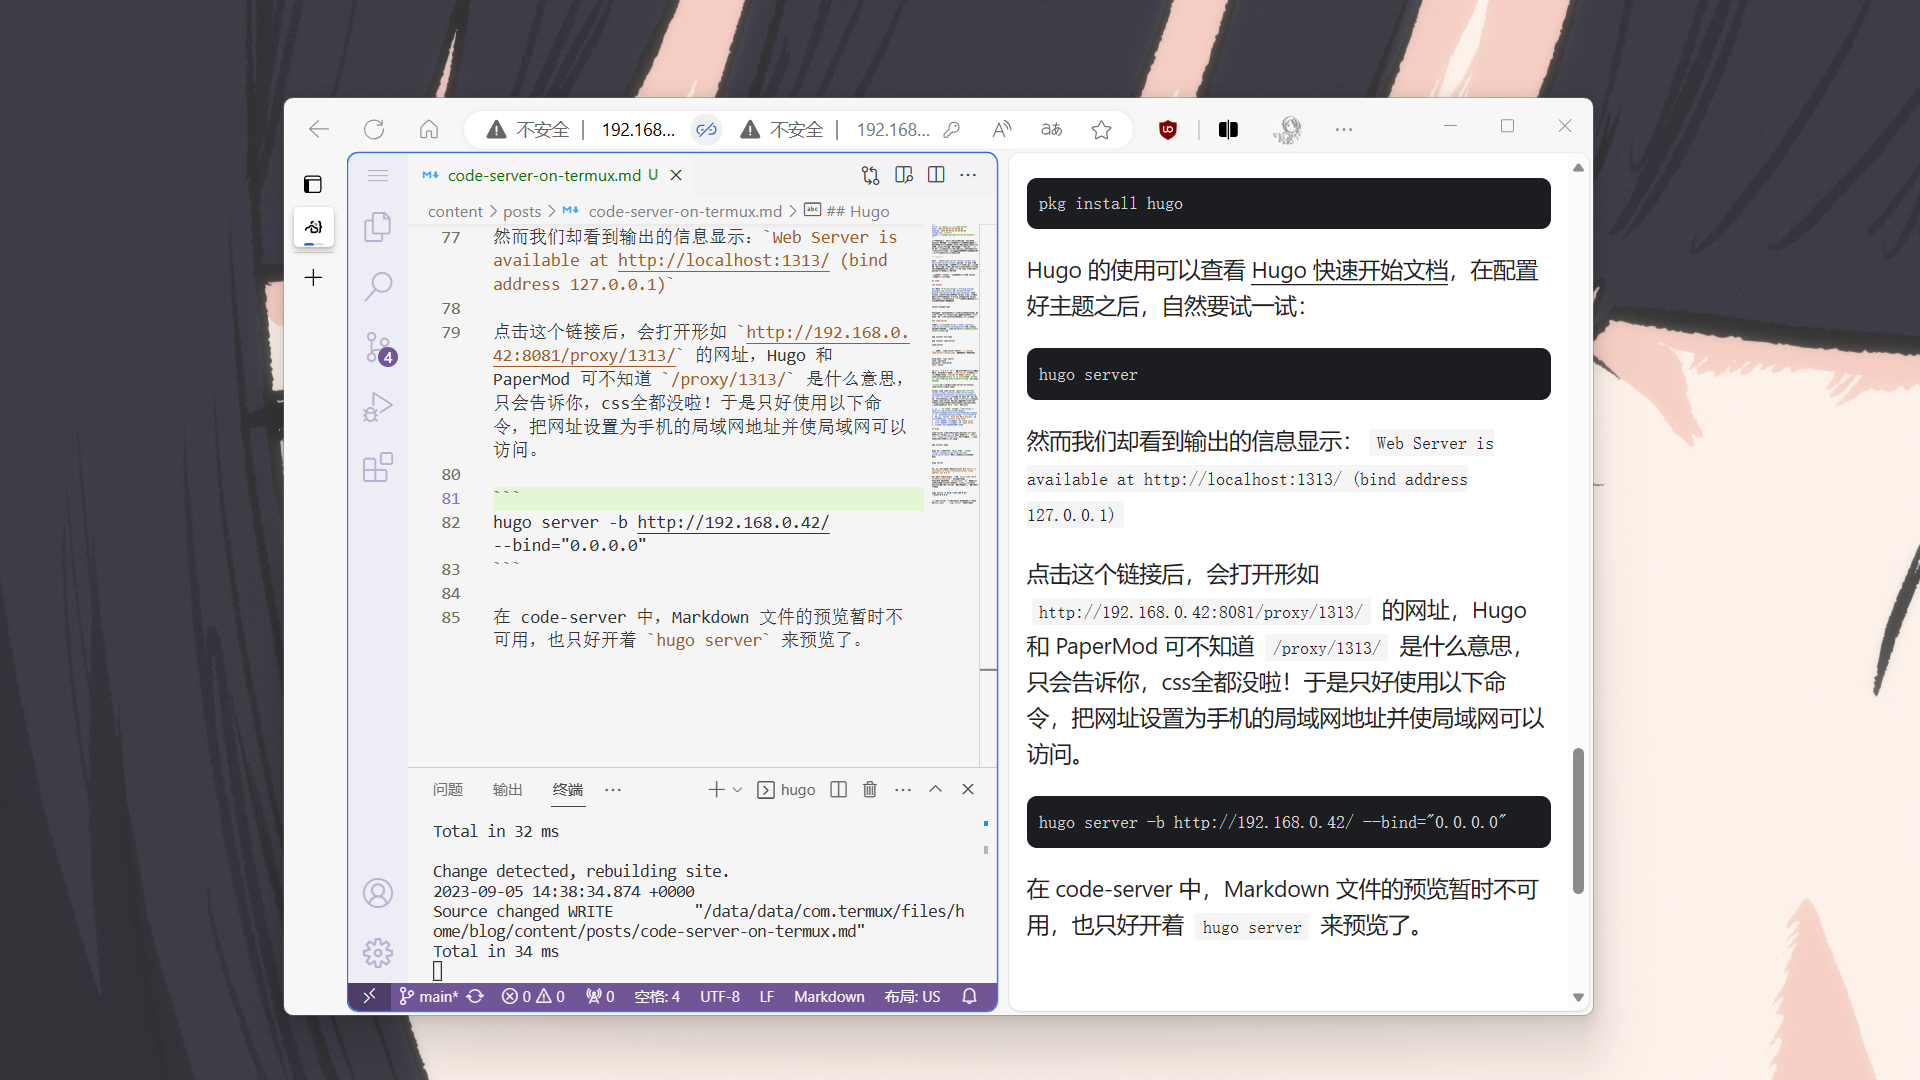 不安全 192.168... 不安全 192.168...
code-server-on-termux.md U
content > posts > code-server-on-termux.md > ## Hugo
77 然而我们却看到输出的信息显示：`Web Server is
available at http://localhost:1313/ (bind
address 127.0.0.1)`
78
79 点击这个链接后，会打开形如 `http://192.168.0.
42:8081/proxy/1313/` 的网址，Hugo 和
PaperMod 可不知道 `/proxy/1313/` 是什么意思，
只会告诉你，css全都没啦！于是只好使用以下命
令，把网址设置为手机的局域网地址并使局域网可以
访问。
80
81 ```
82 hugo server -b http://192.168.0.42/
--bind="0.0.0.0"
83 ```
84
85 在 code-server 中，Markdown 文件的预览暂时不
可用，也只好开着 `hugo server` 来预览了。
4
问题 输出 终端 hugo
Total in 32 ms
Change detected, rebuilding site.
2023-09-05 14:38:34.874 +0000
Source changed WRITE "/data/data/com.termux/files/h
ome/blog/content/posts/code-server-on-termux.md"
Total in 34 ms
main* 0 0 0 空格: 4 UTF-8 LF Markdown 布局: US
pkg install hugo
Hugo 的使用可以查看 Hugo 快速开始文档，在配置
好主题之后，自然要试一试：
hugo server
然而我们却看到输出的信息显示： Web Server is
available at http://localhost:1313/ (bind address
127.0.0.1)
点击这个链接后，会打开形如
http://192.168.0.42:8081/proxy/1313/ 的网址，Hugo
和 PaperMod 可不知道 /proxy/1313/ 是什么意思，
只会告诉你，css全都没啦！于是只好使用以下命
令，把网址设置为手机的局域网地址并使局域网可以
访问。
hugo server -b http://192.168.0.42/ --bind="0.0.0.0"
在 code-server 中，Markdown 文件的预览暂时不可
用，也只好开着 hugo server 来预览了。